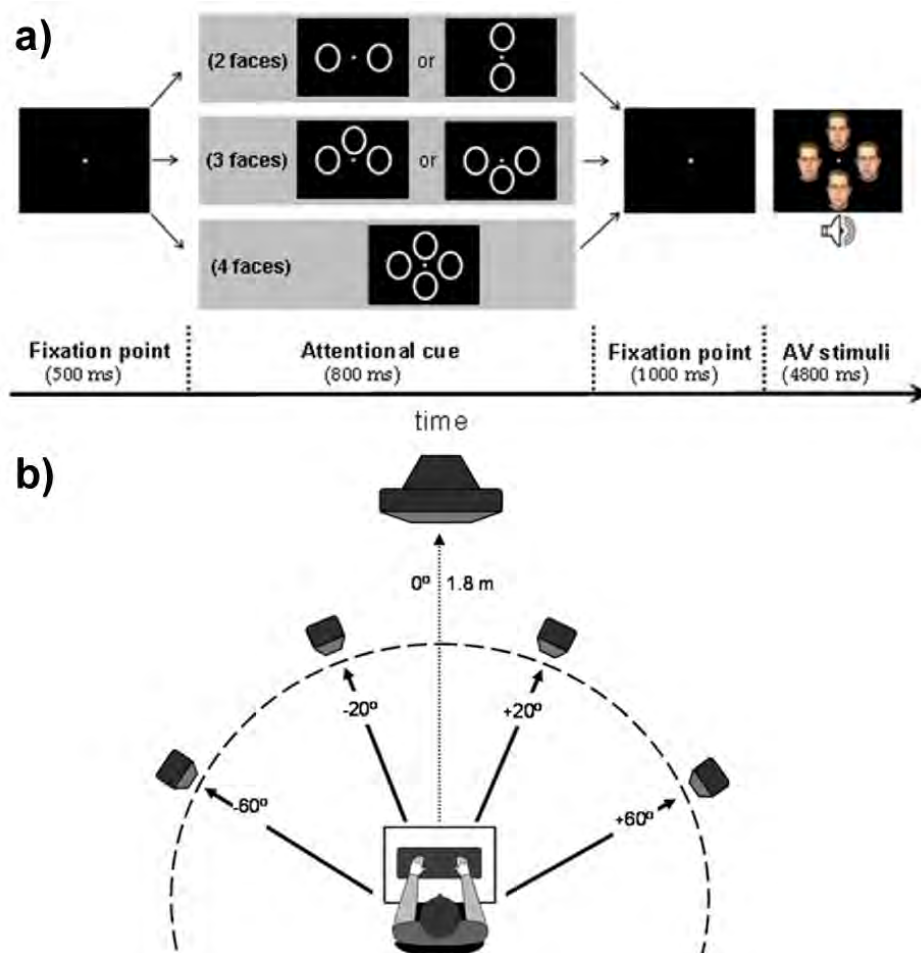 a)
(2 faces)
or
(3 faces)
or
(4 faces)
Fixation point
(500 ms)
Attentional cue
(800 ms)
Fixation point
(1000 ms)
AV stimuli
(4800 ms)
time
b)
0º 1.8 m
-20º +20º
-60º +60º